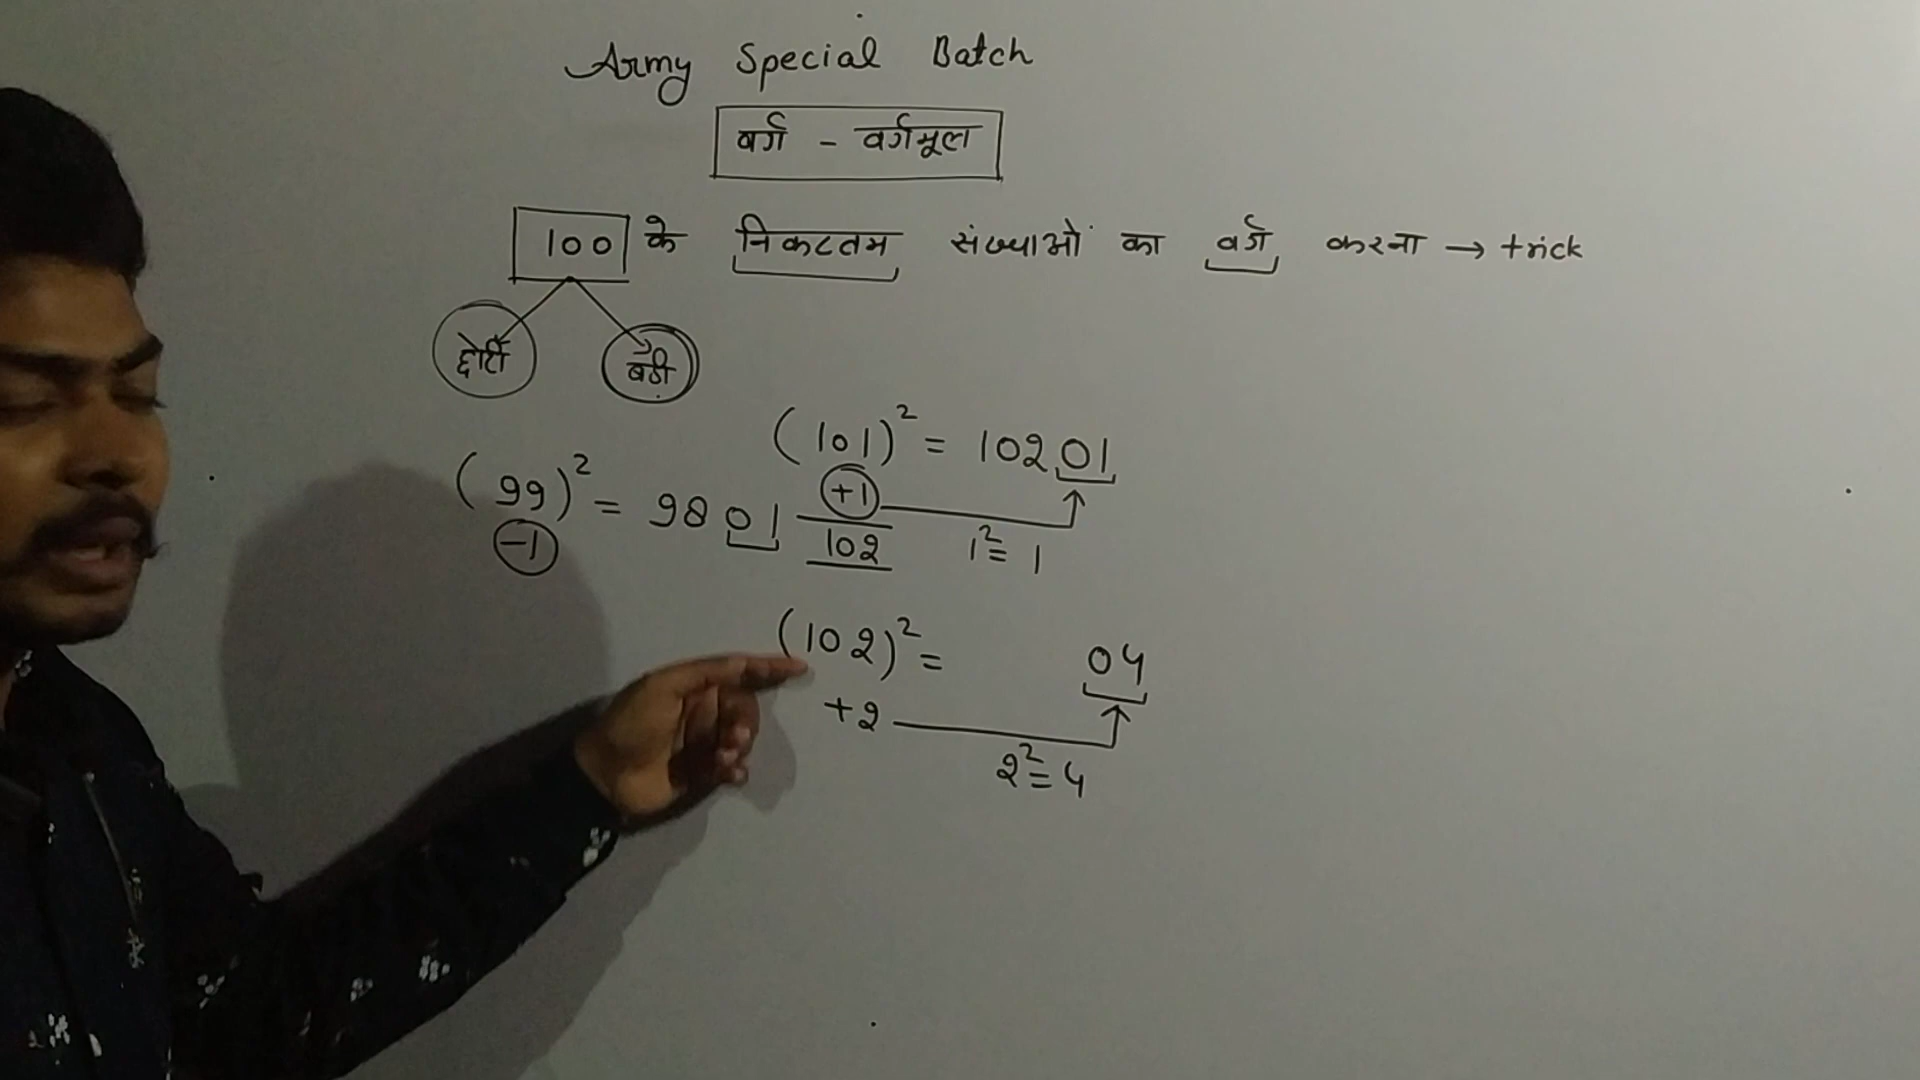 Army Special Batch
वर्ग - वर्गमूल
100 के निकटतम संख्याओं का वर्ग करना → trick
छोटी
बडी
(101)² = 10201
+1
102
1² = 1
(99)² = 9801
-1
(102)² = 04
+2
2² = 4